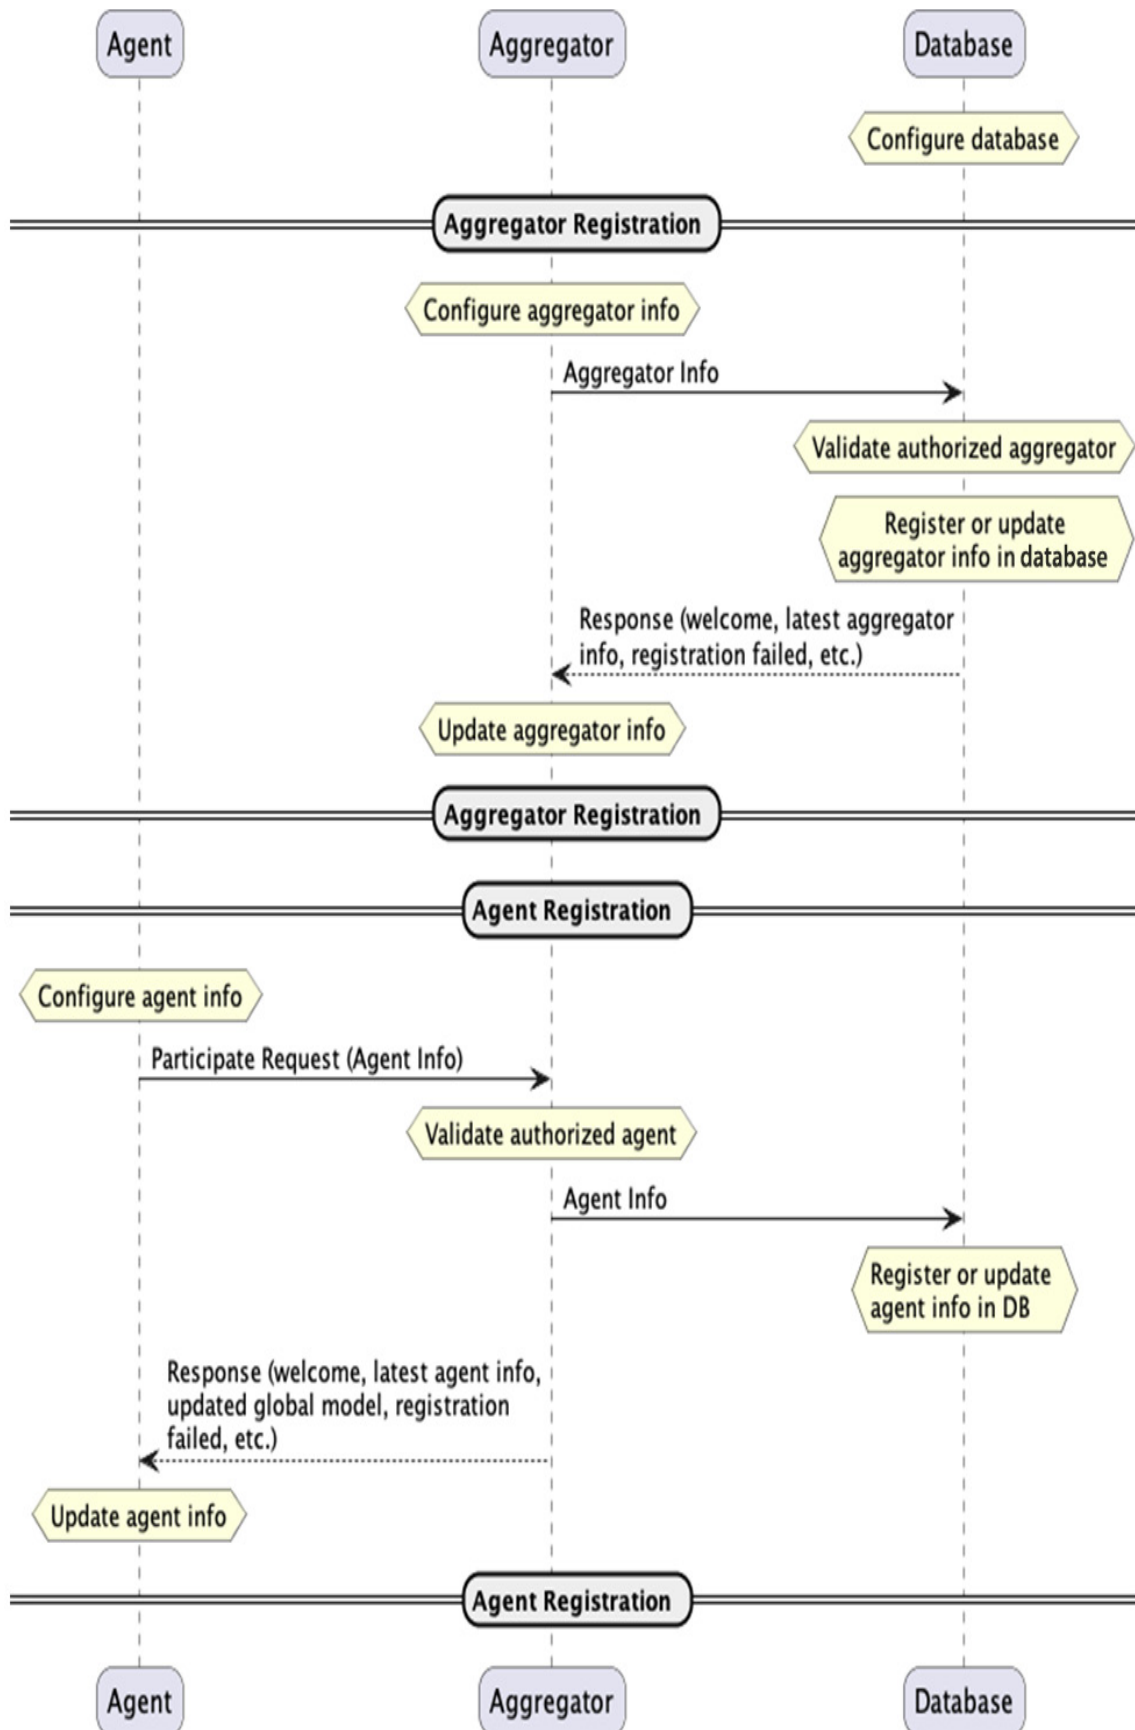 Agent
Aggregator
Database
Configure database
Aggregator Registration
Configure aggregator info
Aggregator Info
Validate authorized aggregator
Register or update
aggregator info in database
Response (welcome, latest aggregator
info, registration failed, etc.)
Update aggregator info
Aggregator Registration
Agent Registration
Configure agent info
Participate Request (Agent Info)
Validate authorized agent
Agent Info
Register or update
agent info in DB
Response (welcome, latest agent info,
updated global model, registration
failed, etc.)
Update agent info
Agent Registration
Agent
Aggregator
Database